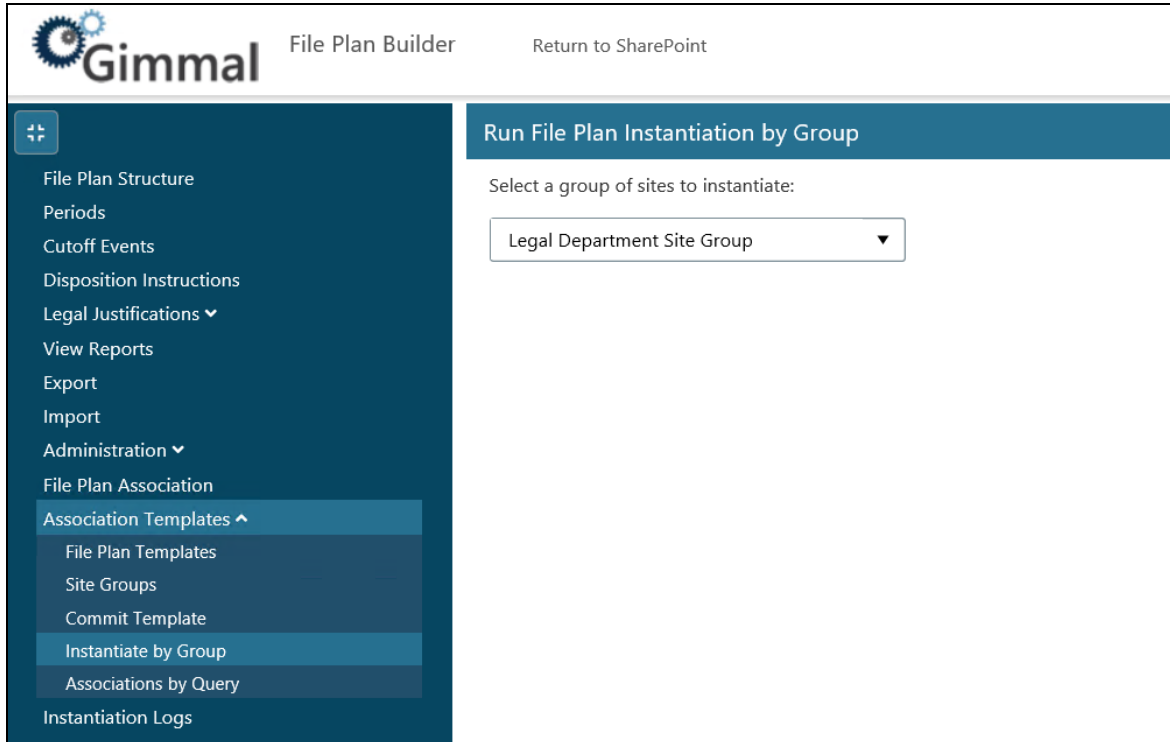 Gimmal
File Plan Builder
Return to SharePoint
Run File Plan Instantiation by Group
Select a group of sites to instantiate:
Legal Department Site Group
File Plan Structure
Periods
Cutoff Events
Disposition Instructions
Legal Justifications
View Reports
Export
Import
Administration
File Plan Association
Association Templates
File Plan Templates
Site Groups
Commit Template
Instantiate by Group
Associations by Query
Instantiation Logs